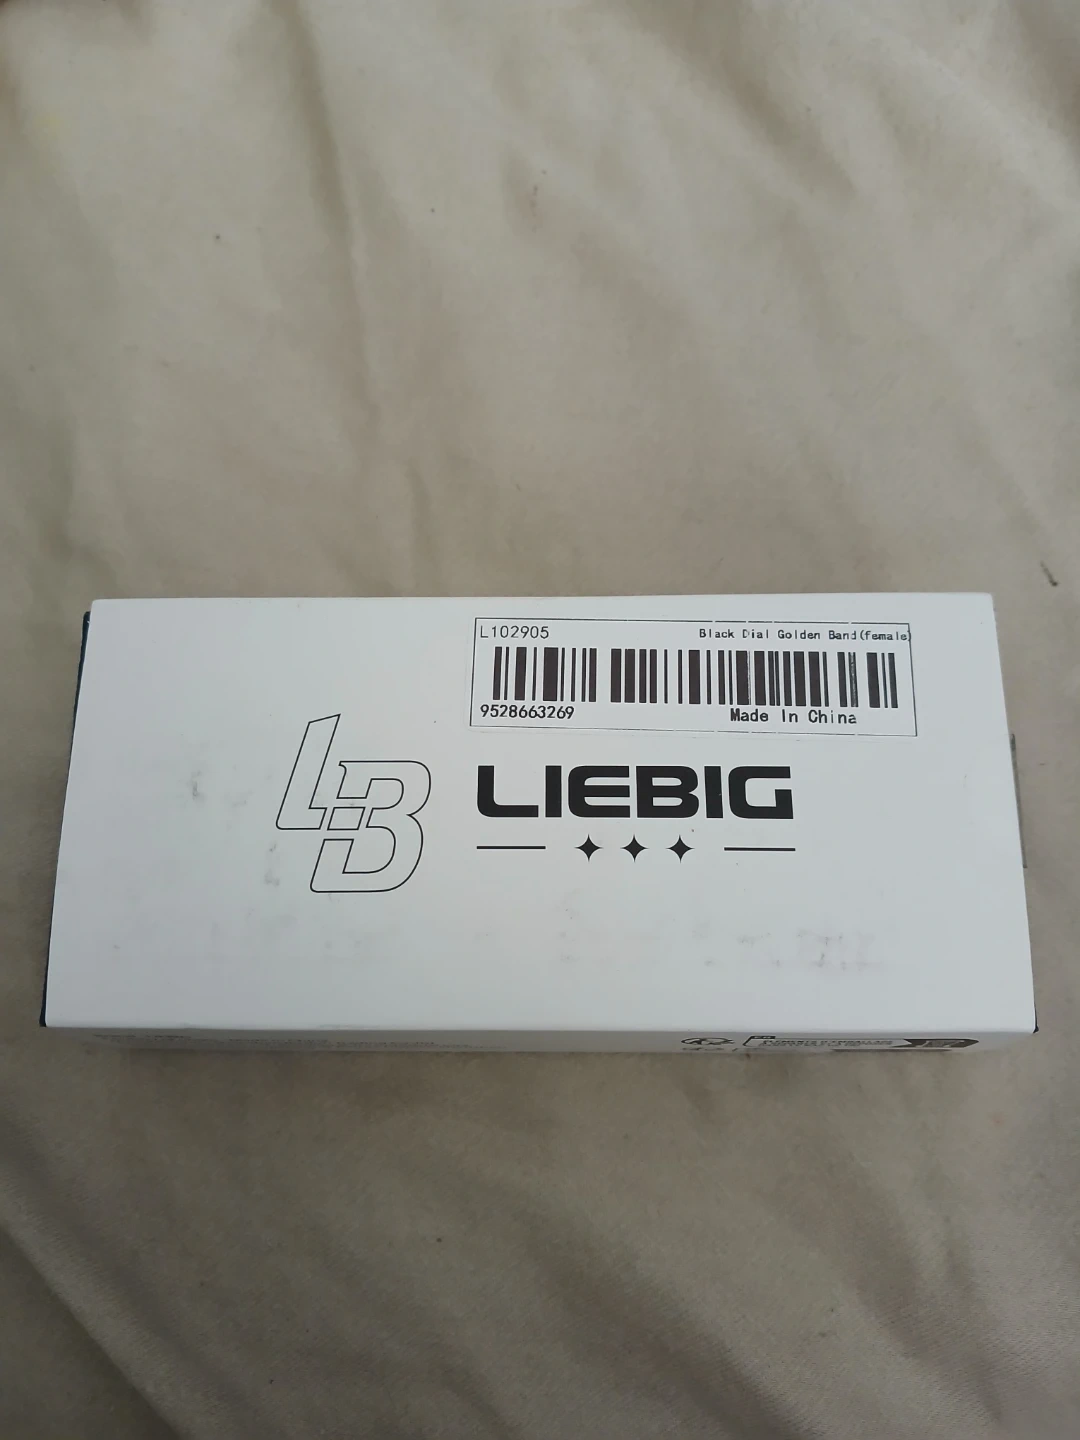 L102905 Black Dial Golden Band(female)
9528663269 Made In China
LB LIEBIG